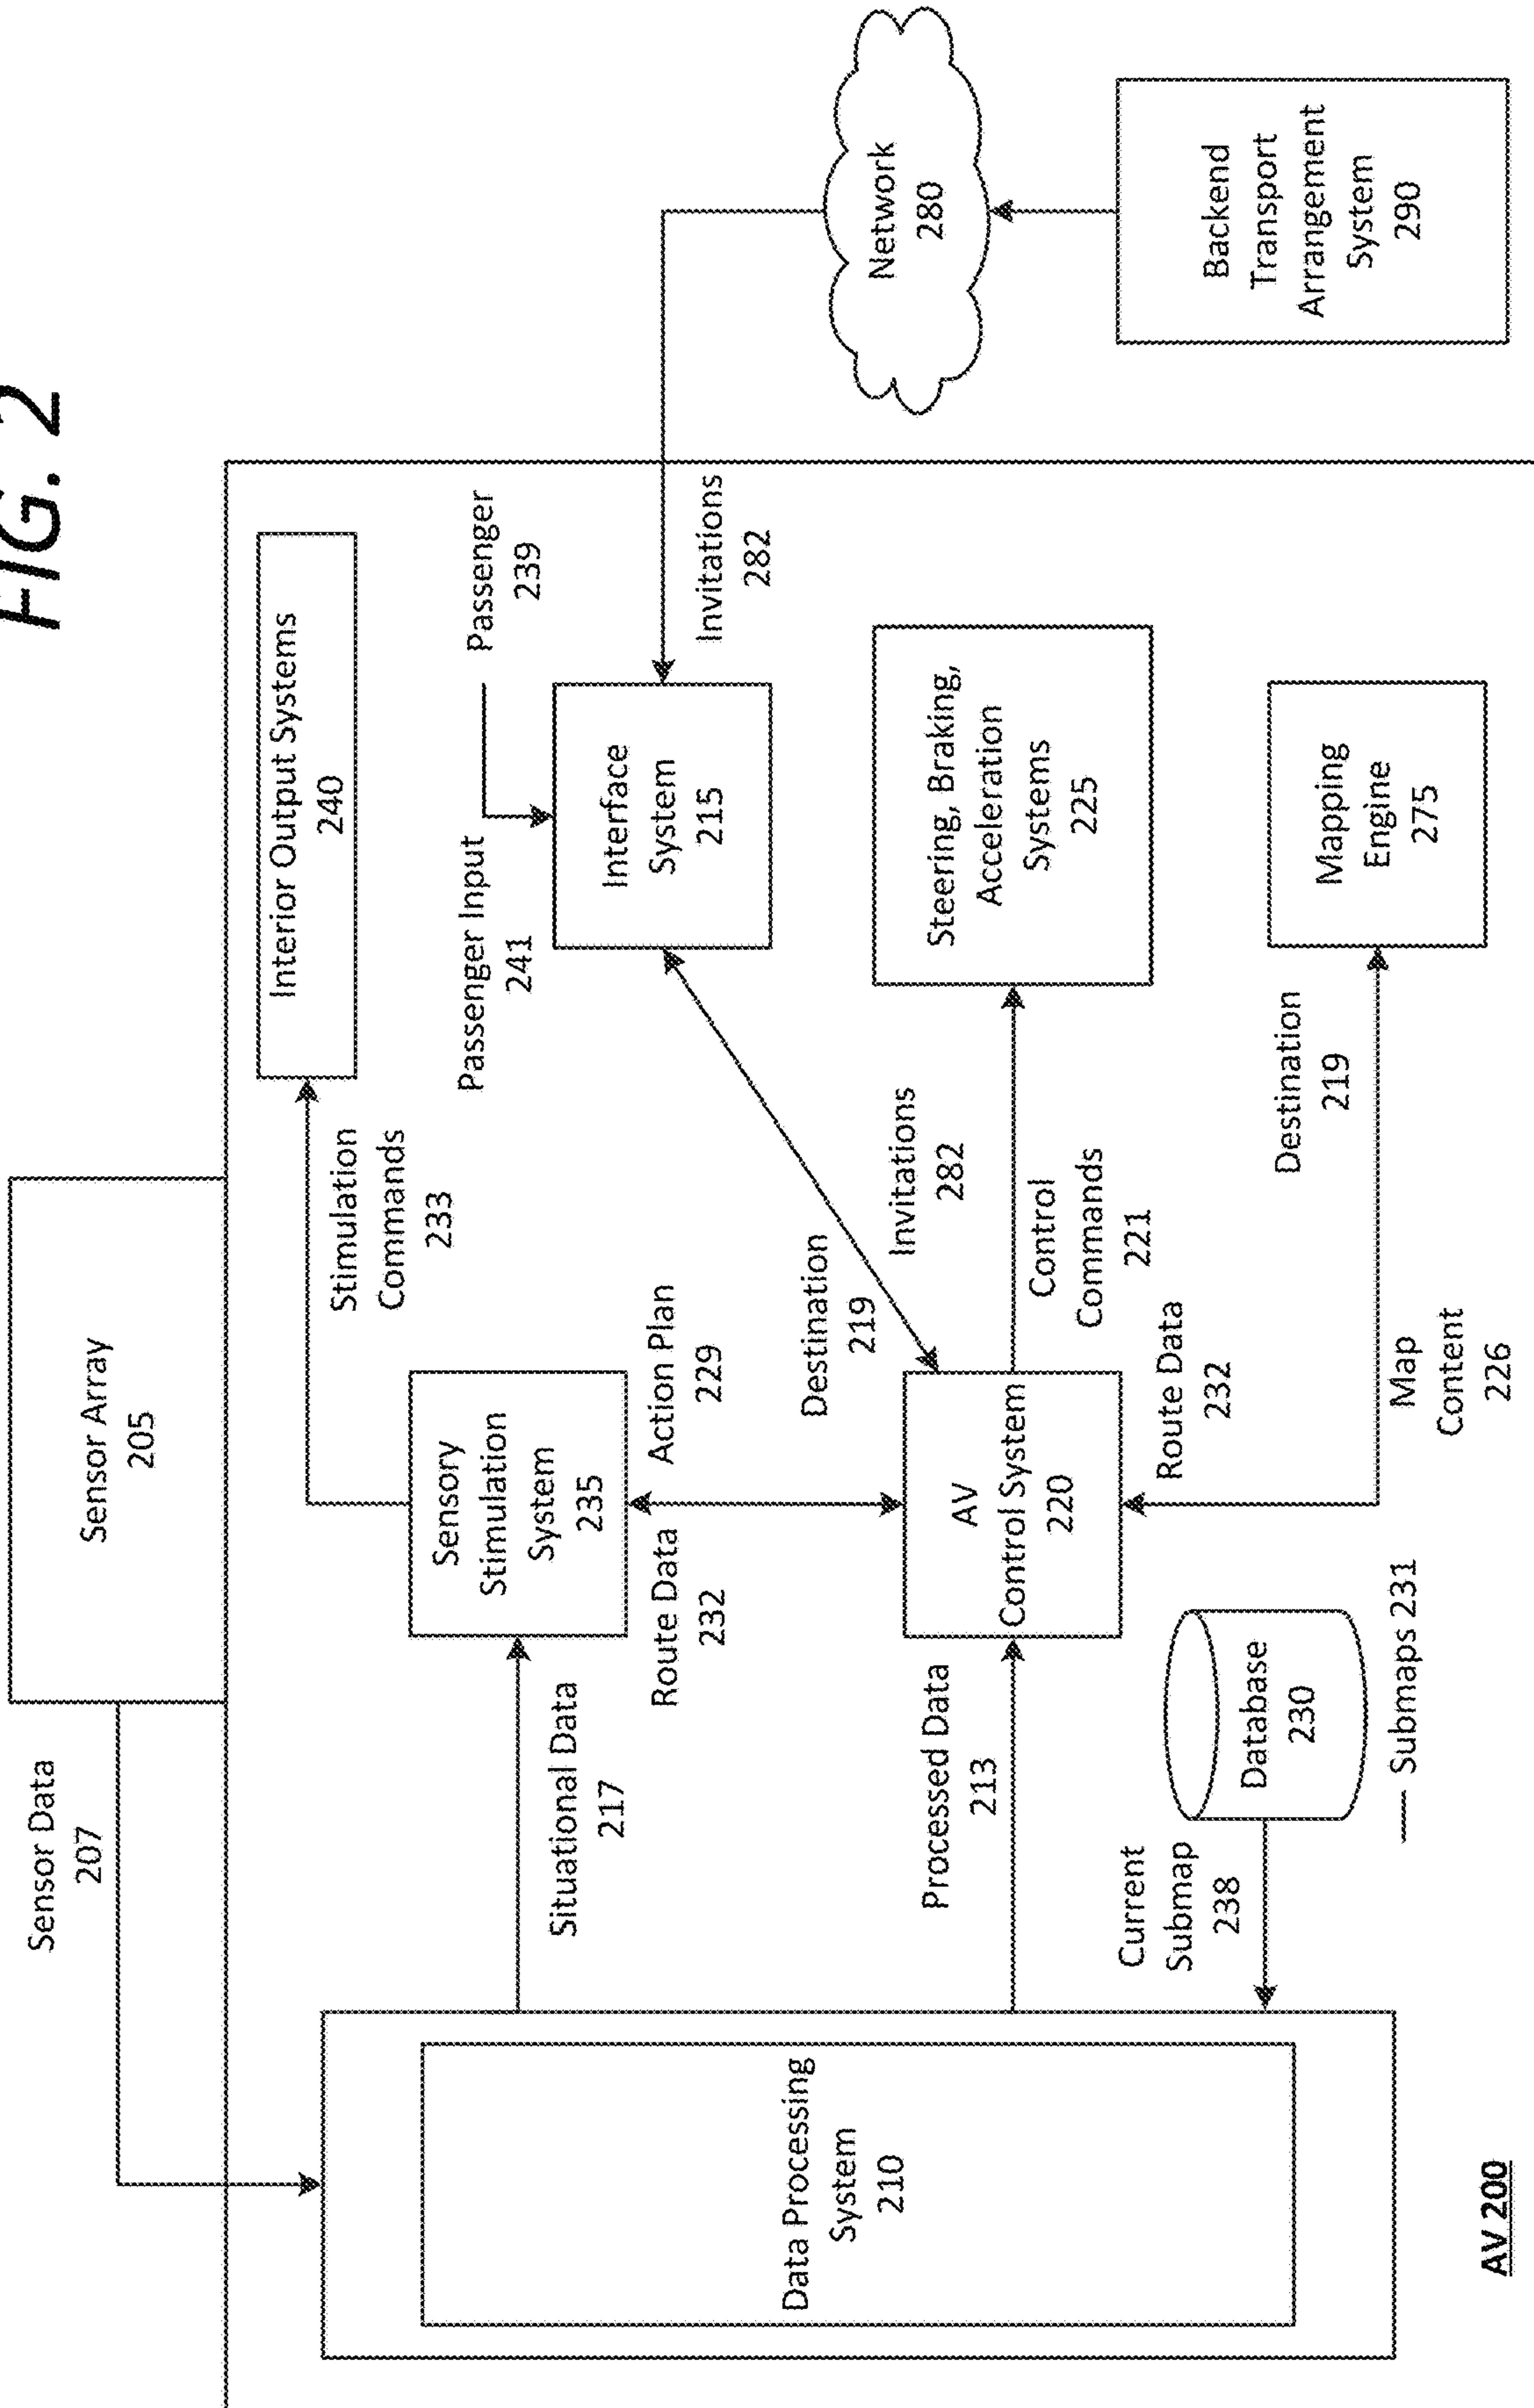 FIG. 2
Sensor Array
205
Sensor Data
207
Interior Output Systems
240
Stimulation
Commands
233
Passenger
239
Passenger Input
241
Sensory
Stimulation
System
235
Situational Data
217
Interface
System
215
Invitations
282
Network
280
Route Data
232
Action Plan
229
Destination
219
Invitations
282
Data Processing
System
210
Processed Data
213
AV
Control System
220
Control
Commands
221
Steering, Braking,
Acceleration
Systems
225
Backend
Transport
Arrangement
System
290
Current
Submap
238
Database
230
Route Data
232
Destination
219
Mapping
Engine
275
Submaps 231
Map
Content
226
AV 200